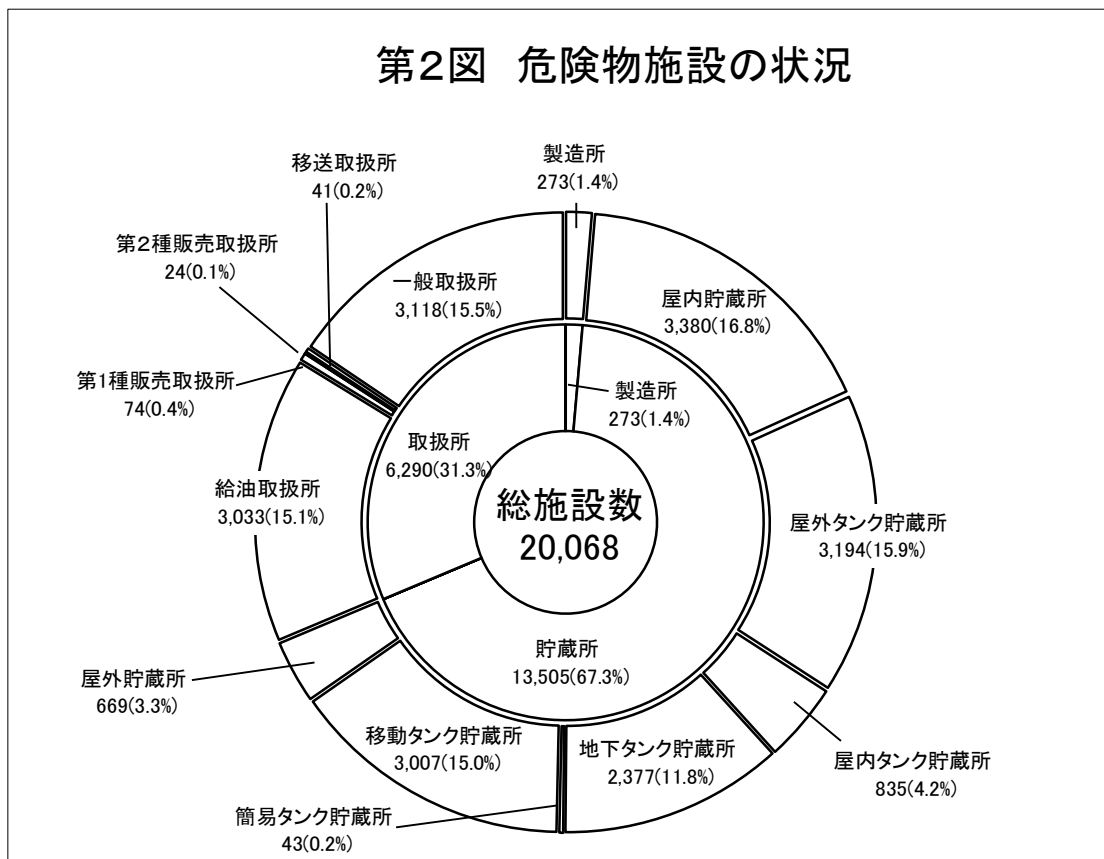 第２図　危険物施設の状況
製造所
273(1.4%)
屋内貯蔵所
3,380(16.8%)
屋外タンク貯蔵所
3,194(15.9%)
屋内タンク貯蔵所
835(4.2%)
地下タンク貯蔵所
2,377(11.8%)
簡易タンク貯蔵所
43(0.2%)
移動タンク貯蔵所
3,007(15.0%)
屋外貯蔵所
669(3.3%)
給油取扱所
3,033(15.1%)
第１種販売取扱所
74(0.4%)
第２種販売取扱所
24(0.1%)
移送取扱所
41(0.2%)
一般取扱所
3,118(15.5%)
製造所
273(1.4%)
貯蔵所
13,505(67.3%)
取扱所
6,290(31.3%)
総施設数
20,068